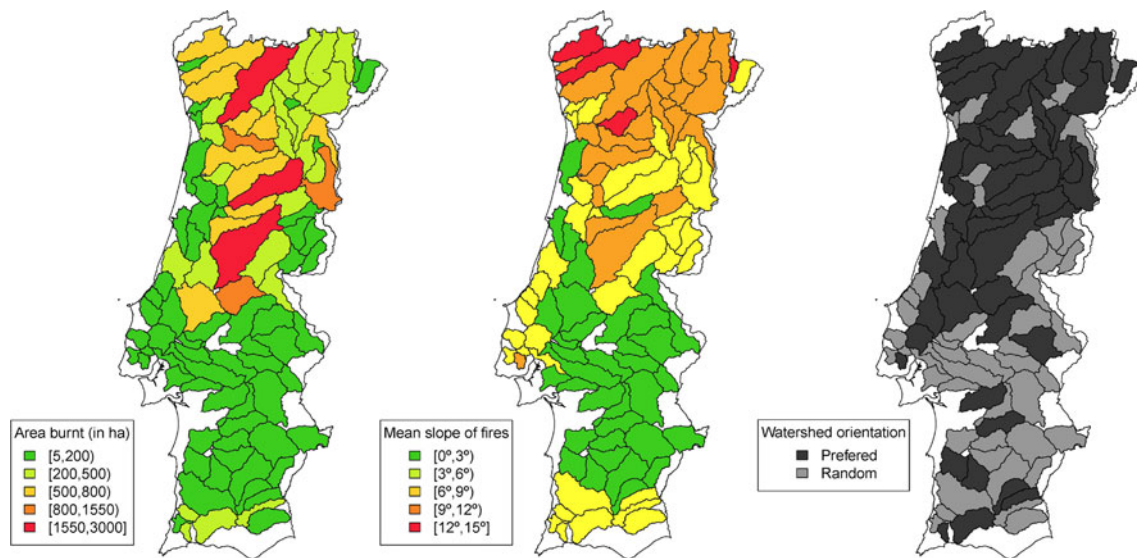 Area burnt (in ha)
[5,200)
[200,500)
[500,800)
[800,1550)
[1550,3000]
Mean slope of fires
[0º,3º)
[3º,6º)
[6º,9º)
[9º,12º)
[12º,15º]
Watershed orientation
Prefered
Random